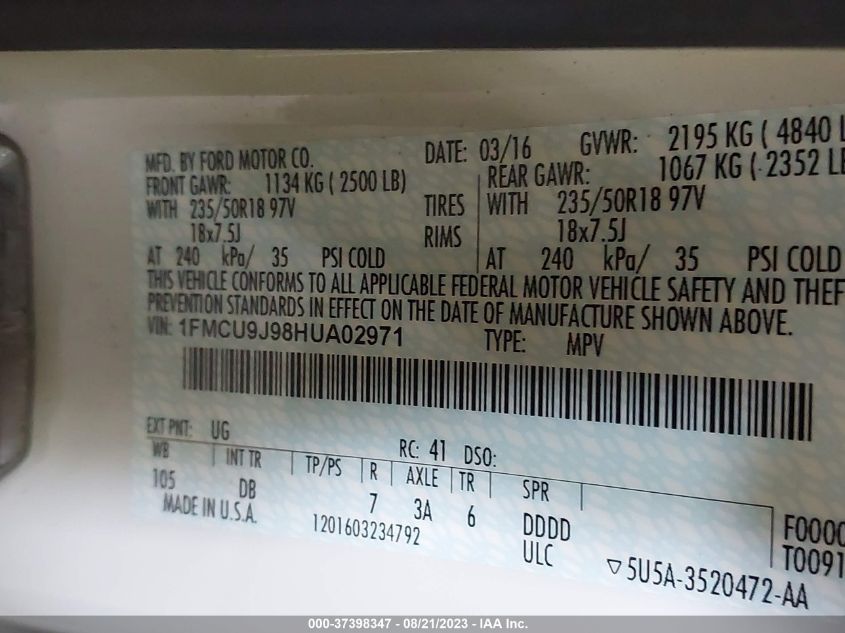 MFD. BY FORD MOTOR CO. DATE: 03/16 GVWR: 2195 KG ( 4840 L
FRONT GAWR: 1134 KG ( 2500 LB) REAR GAWR: 1067 KG ( 2352 LB
WITH 235/50R18 97V TIRES WITH 235/50R18 97V
18x7.5J RIMS 18x7.5J
AT 240 kPa/ 35 PSI COLD AT 240 kPa/ 35 PSI COLD
THIS VEHICLE CONFORMS TO ALL APPLICABLE FEDERAL MOTOR VEHICLE SAFETY AND THEF
PREVENTION STANDARDS IN EFFECT ON THE DATE OF MANUFACTURE SHOWN ABOVE.
VIN: 1FMCU9J98HUA02971 TYPE: MPV
EXT PNT: UG RC: 41 DSO:
WB INT TR TP/PS R AXLE TR SPR
105 DB 7 3A 6 DDDD F0000
MADE IN U.S.A. 1201603234792 ULC ▽5U5A-3520472-AA T0091
000-37398347 - 08/21/2023 - IAA Inc.